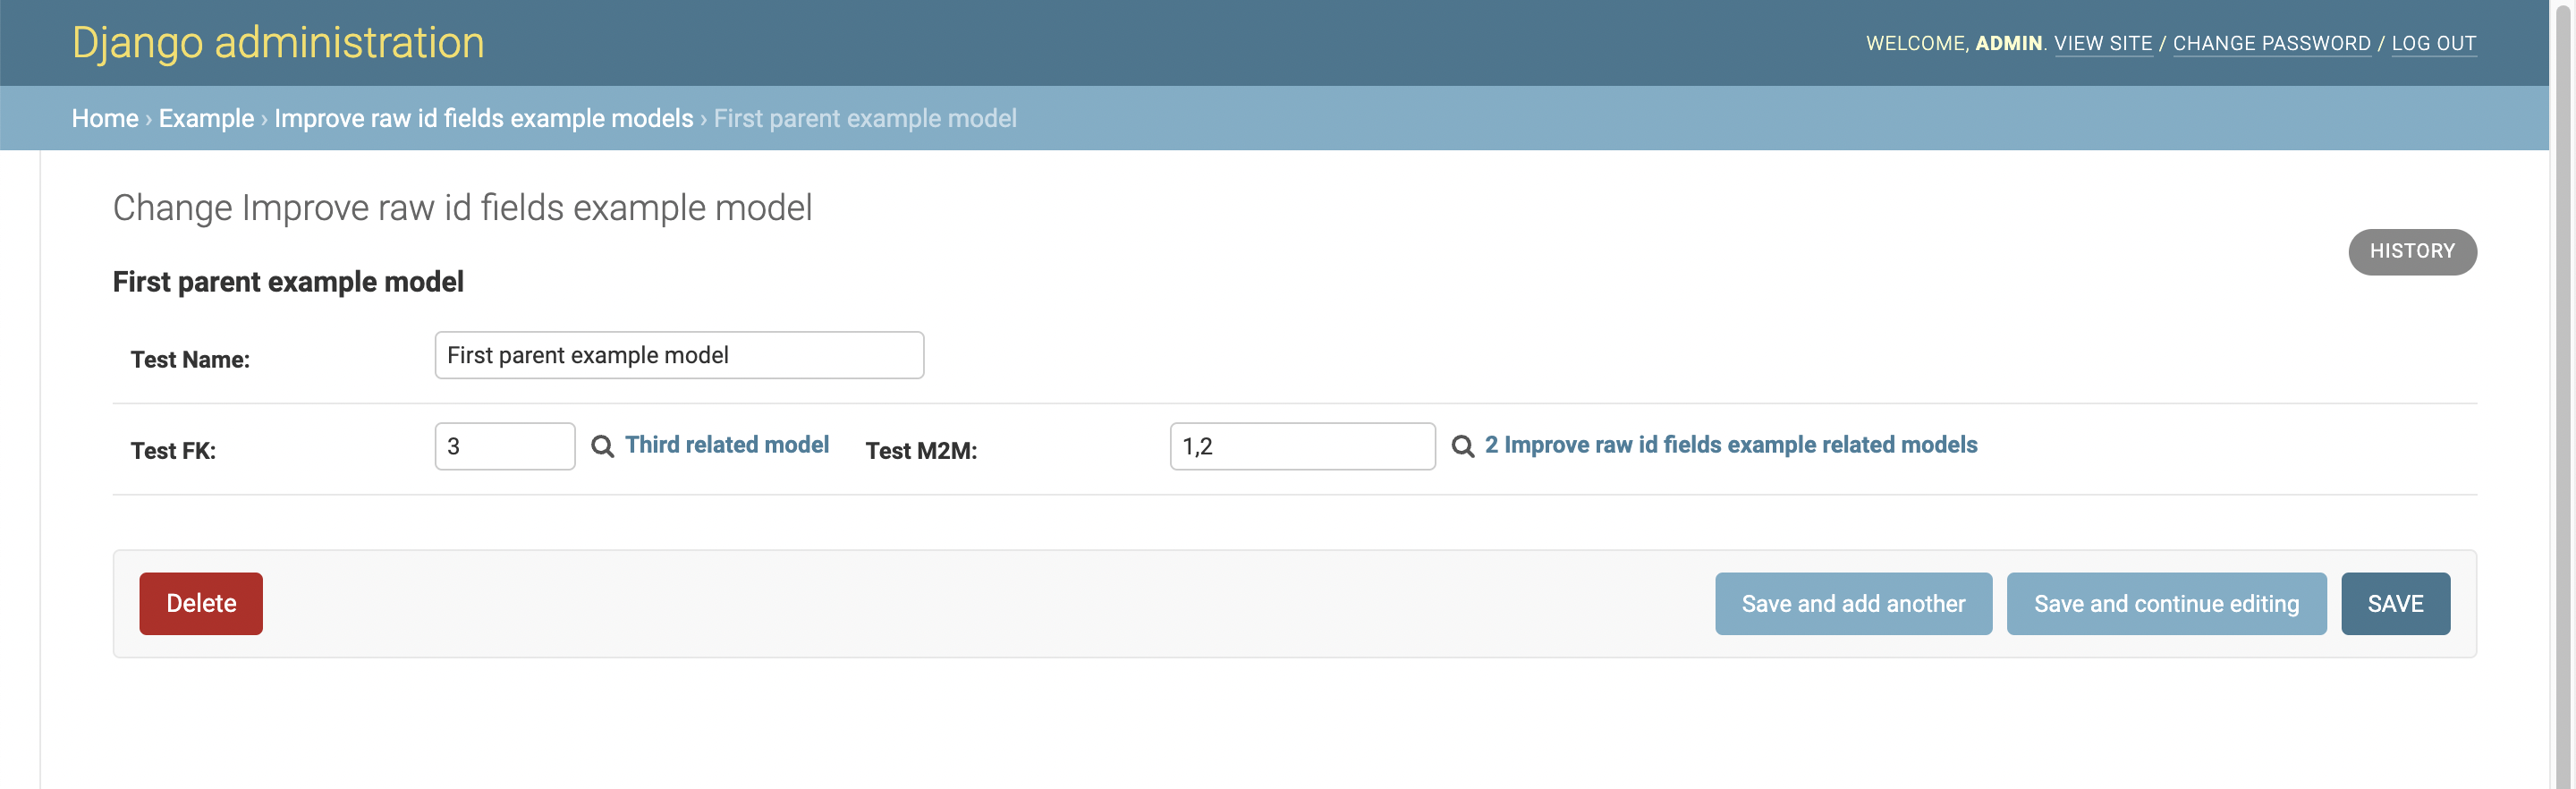 Django administration
WELCOME, ADMIN. VIEW SITE / CHANGE PASSWORD / LOG OUT
Home › Example › Improve raw id fields example models › First parent example model
Change Improve raw id fields example model
HISTORY
First parent example model
Test Name: First parent example model
Test FK: 3 Third related model Test M2M: 1,2 2 Improve raw id fields example related models
Delete Save and add another Save and continue editing SAVE